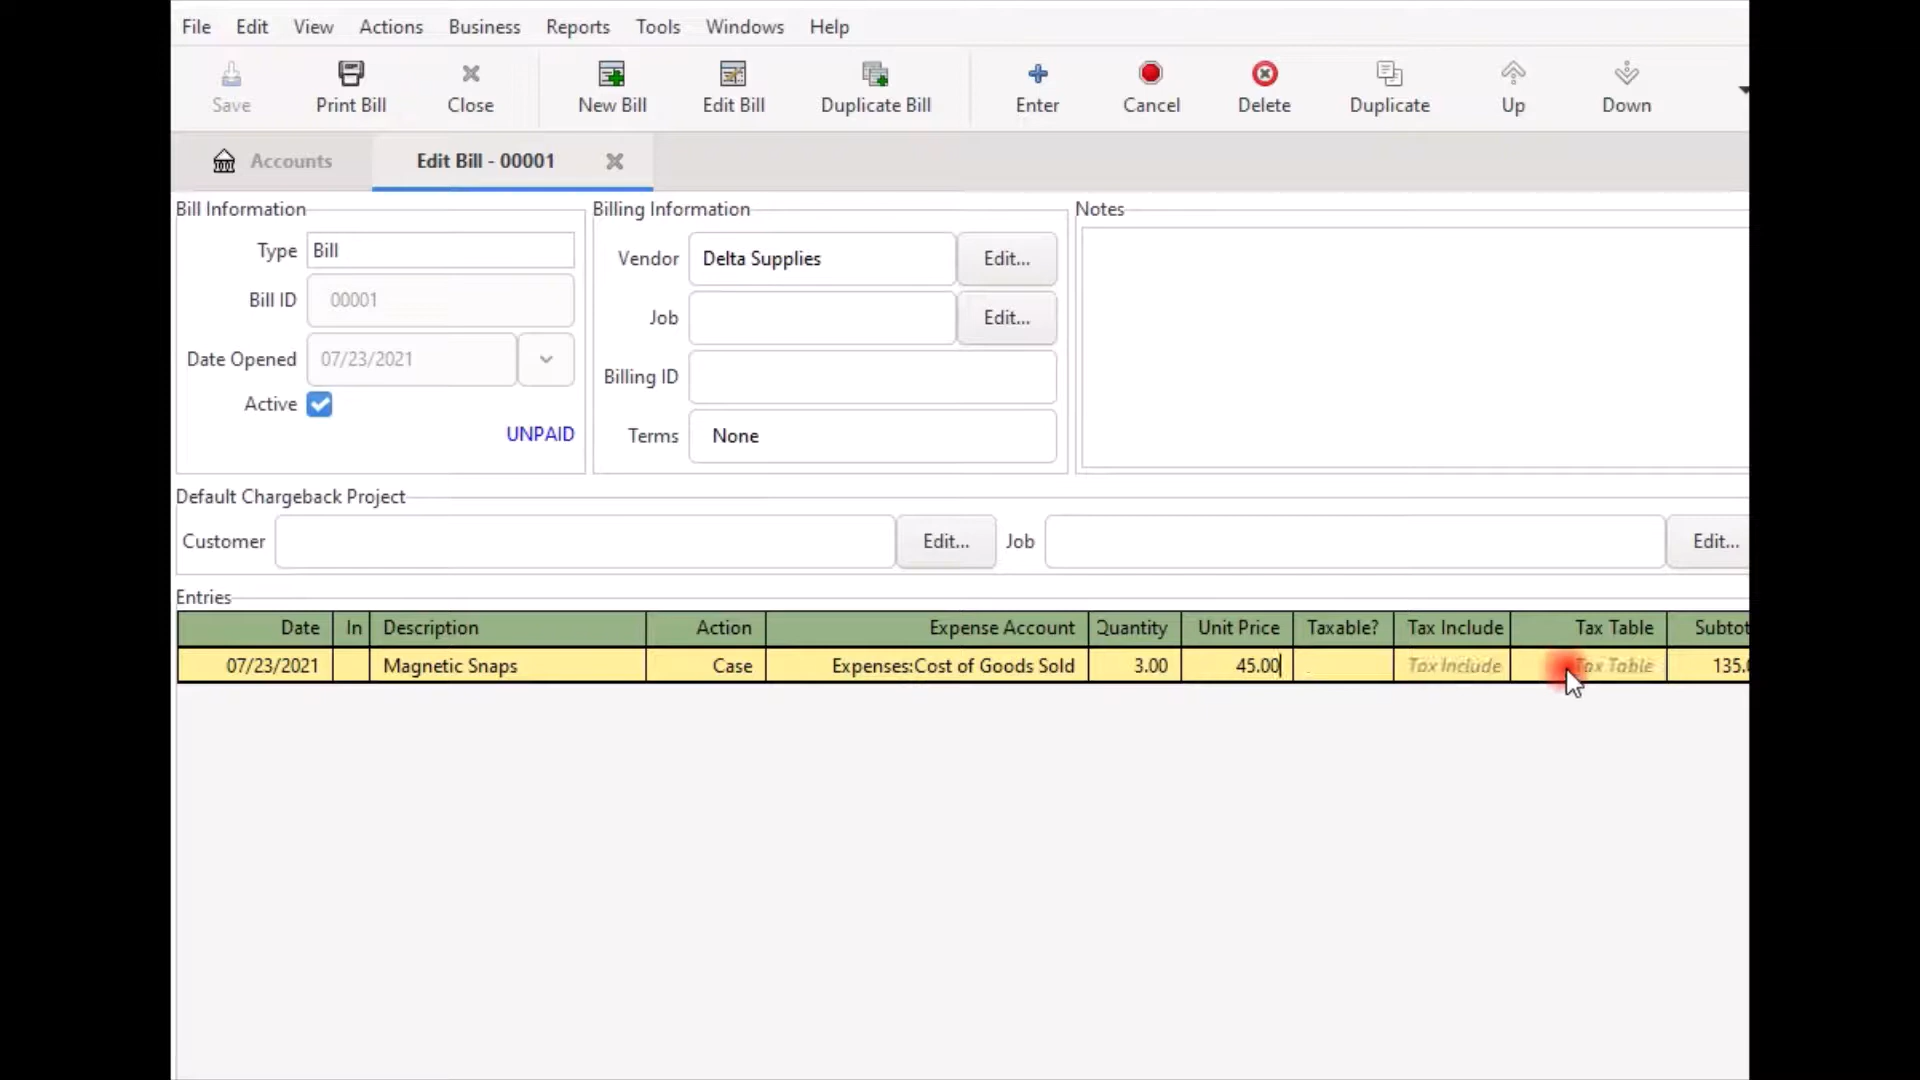 File Edit View Actions Business Reports Tools Windows Help
Save Print Bill Close New Bill Edit Bill Duplicate Bill Enter Cancel Delete Duplicate Up Down
Accounts Edit Bill - 00001
Bill Information
Type Bill
Bill ID 00001
Date Opened 07/23/2021
Active
UNPAID
Billing Information
Vendor Delta Supplies Edit...
Job Edit...
Billing ID
Terms None
Notes
Default Chargeback Project
Customer Edit... Job Edit...
Entries
Date In Description Action Expense Account Quantity Unit Price Taxable? Tax Include Tax Table Subtot
07/23/2021 Magnetic Snaps Case Expenses:Cost of Goods Sold 3.00 45.00 Tax Include Tax Table 135.